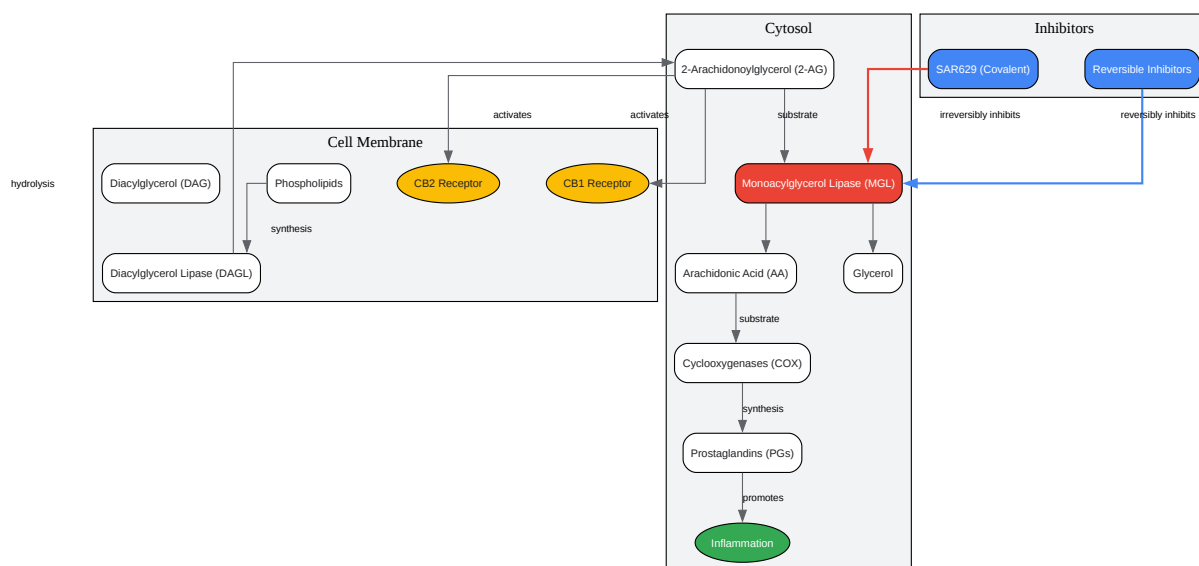 Cytosol
Inhibitors
2-Arachidonoylglycerol (2-AG)
SAR629 (Covalent)
Reversible Inhibitors
activates
activates
substrate
irreversibly inhibits
reversibly inhibits
Cell Membrane
hydrolysis
Diacylglycerol (DAG)
Phospholipids
CB2 Receptor
CB1 Receptor
Monoacylglycerol Lipase (MGL)
synthesis
Diacylglycerol Lipase (DAGL)
Arachidonic Acid (AA)
Glycerol
substrate
Cyclooxygenases (COX)
synthesis
Prostaglandins (PGs)
promotes
Inflammation